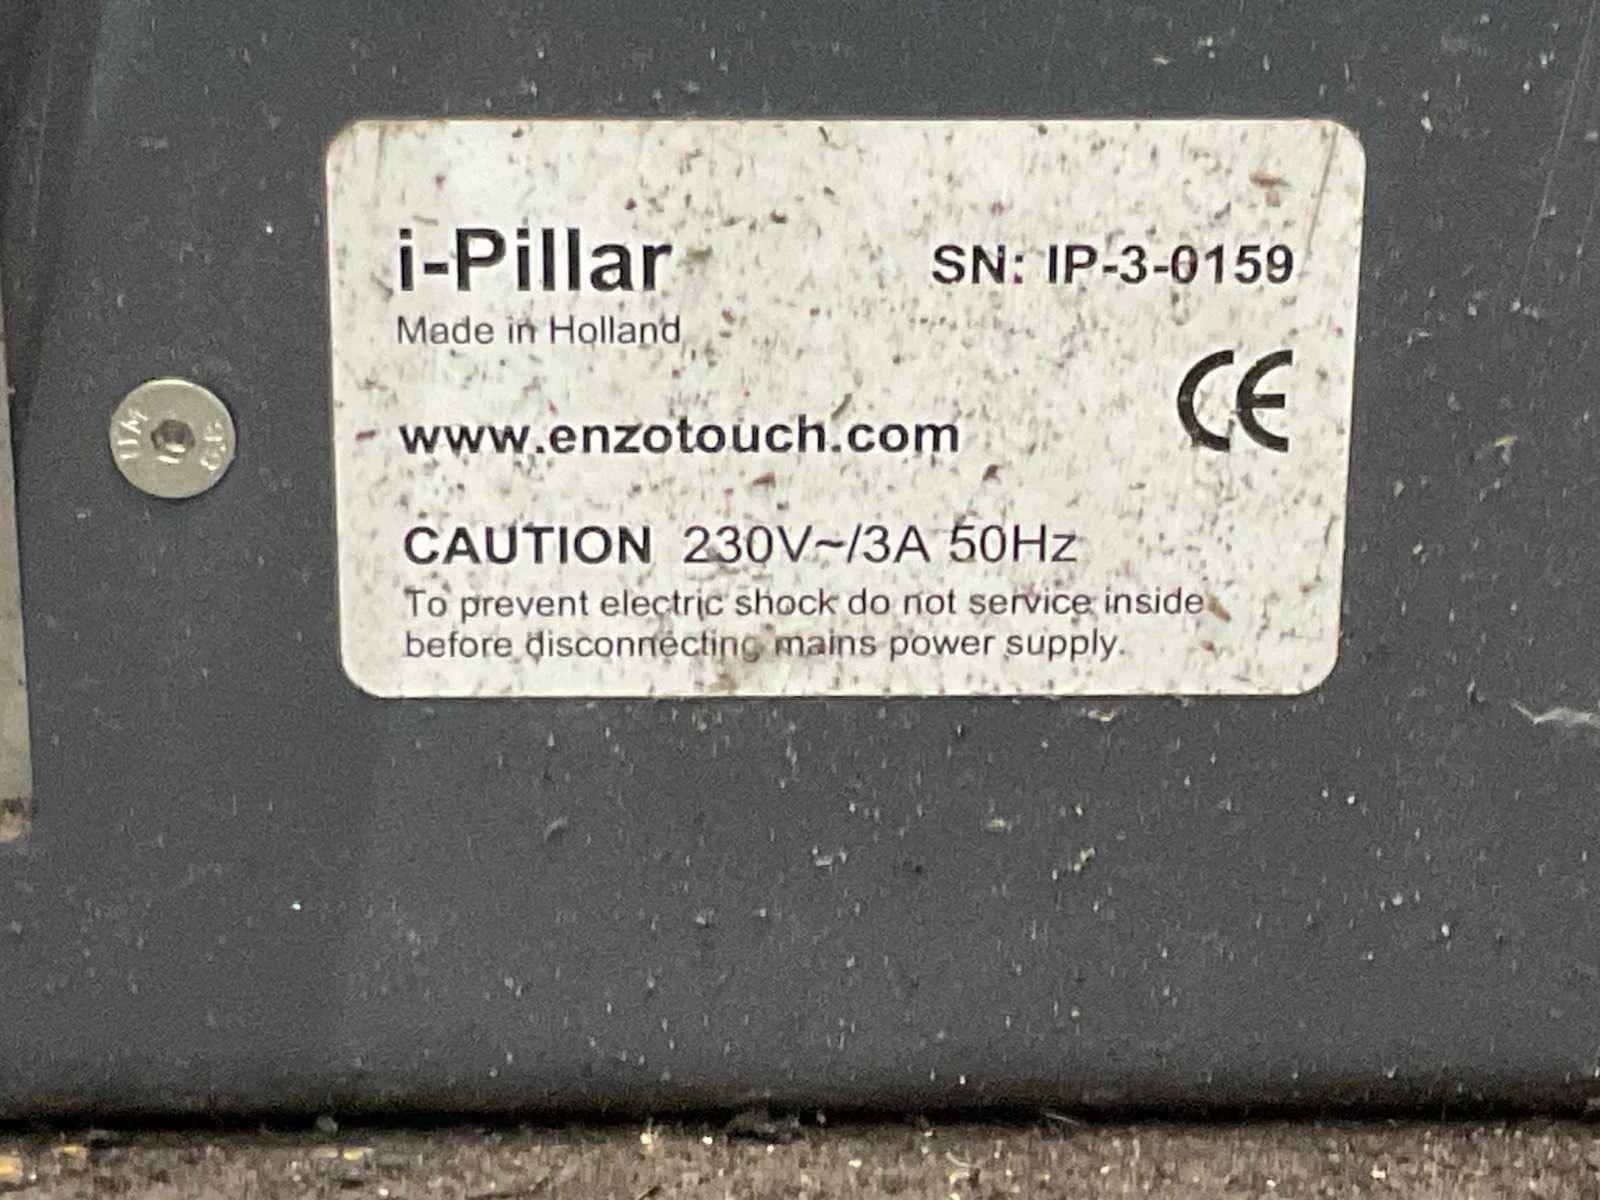 i-Pillar
SN: IP-3-0159
Made in Holland
CE
www.enzotouch.com
CAUTION 230V~/3A 50Hz
To prevent electric shock do not service inside
before disconnecting mains power supply.